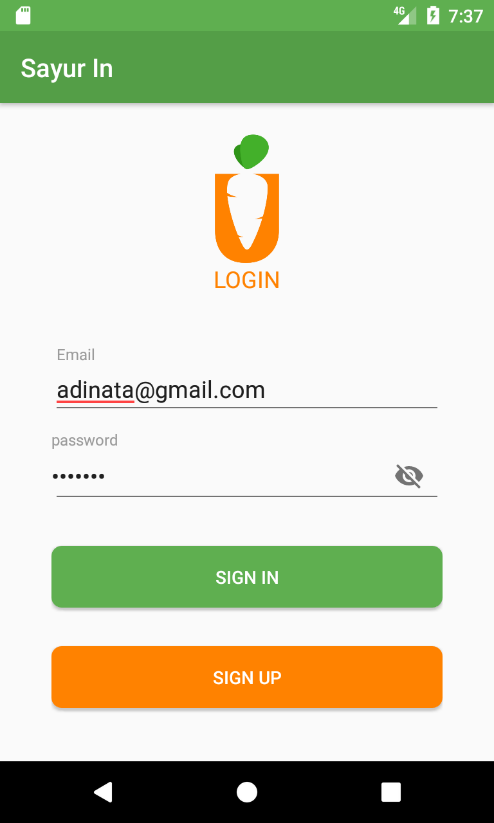 4G 7:37
Sayur In
LOGIN
Email
adinata@gmail.com
password
•••••••
SIGN IN
SIGN UP